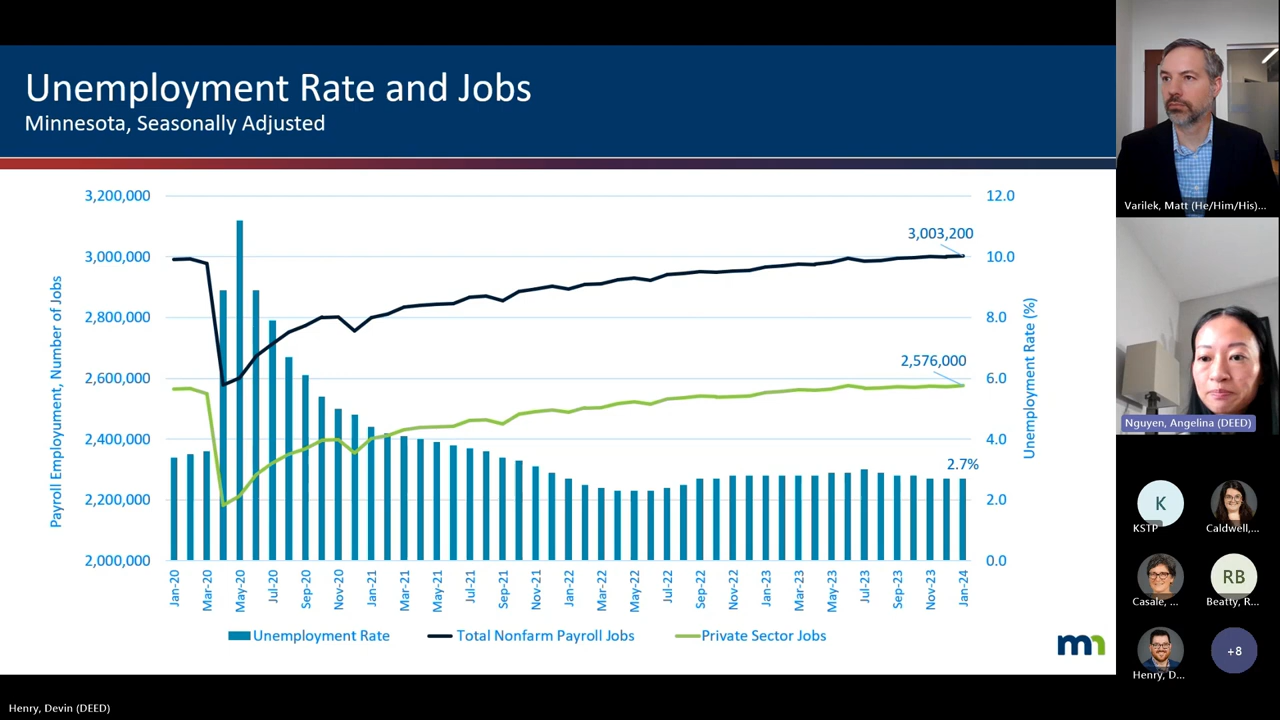 Unemployment Rate and Jobs
Minnesota, Seasonally Adjusted
3,200,000
3,000,000
2,800,000
2,600,000
2,400,000
2,200,000
2,000,000
Payroll Employument, Number of Jobs
12.0
10.0
8.0
6.0
4.0
2.0
0.0
Unemployment Rate (%)
3,003,200
2,576,000
2.7%
Jan-20
Mar-20
May-20
Jul-20
Sep-20
Nov-20
Jan-21
Mar-21
May-21
Jul-21
Sep-21
Nov-21
Jan-22
Mar-22
May-22
Jul-22
Sep-22
Nov-22
Jan-23
Mar-23
May-23
Jul-23
Sep-23
Nov-23
Jan-24
Unemployment Rate
Total Nonfarm Payroll Jobs
Private Sector Jobs
mn
Henry, Devin (DEED)
Varilek, Matt (He/Him/His)...
Nguyen, Angelina (DEED)
K
KSTP
Caldwell,...
Casale, ...
RB
Beatty, R...
Henry, D...
+8